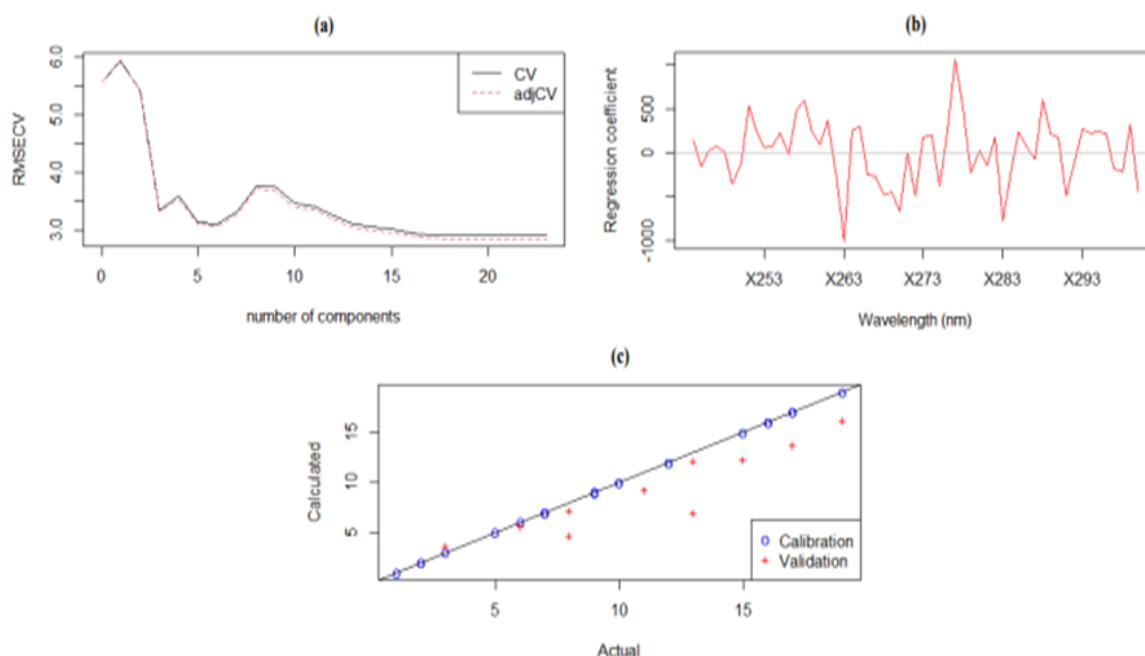 (a)
6.0
5.0
4.0
3.0
RMSECV
CV
adjCV
0
5
10
15
20
number of components
(b)
500
0
-1000
Regression coefficient
X253
X263
X273
X283
X293
Wavelength (nm)
(c)
15
10
5
Calculated
Calibration
Validation
5
10
15
Actual